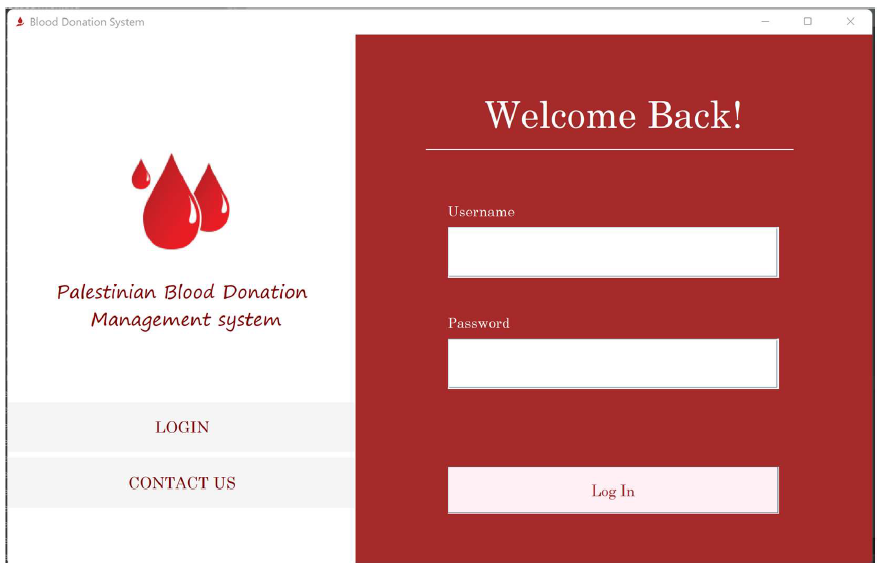 Blood Donation System
Palestinian Blood Donation
Management system
LOGIN
CONTACT US
Welcome Back!
Username
Password
Log In